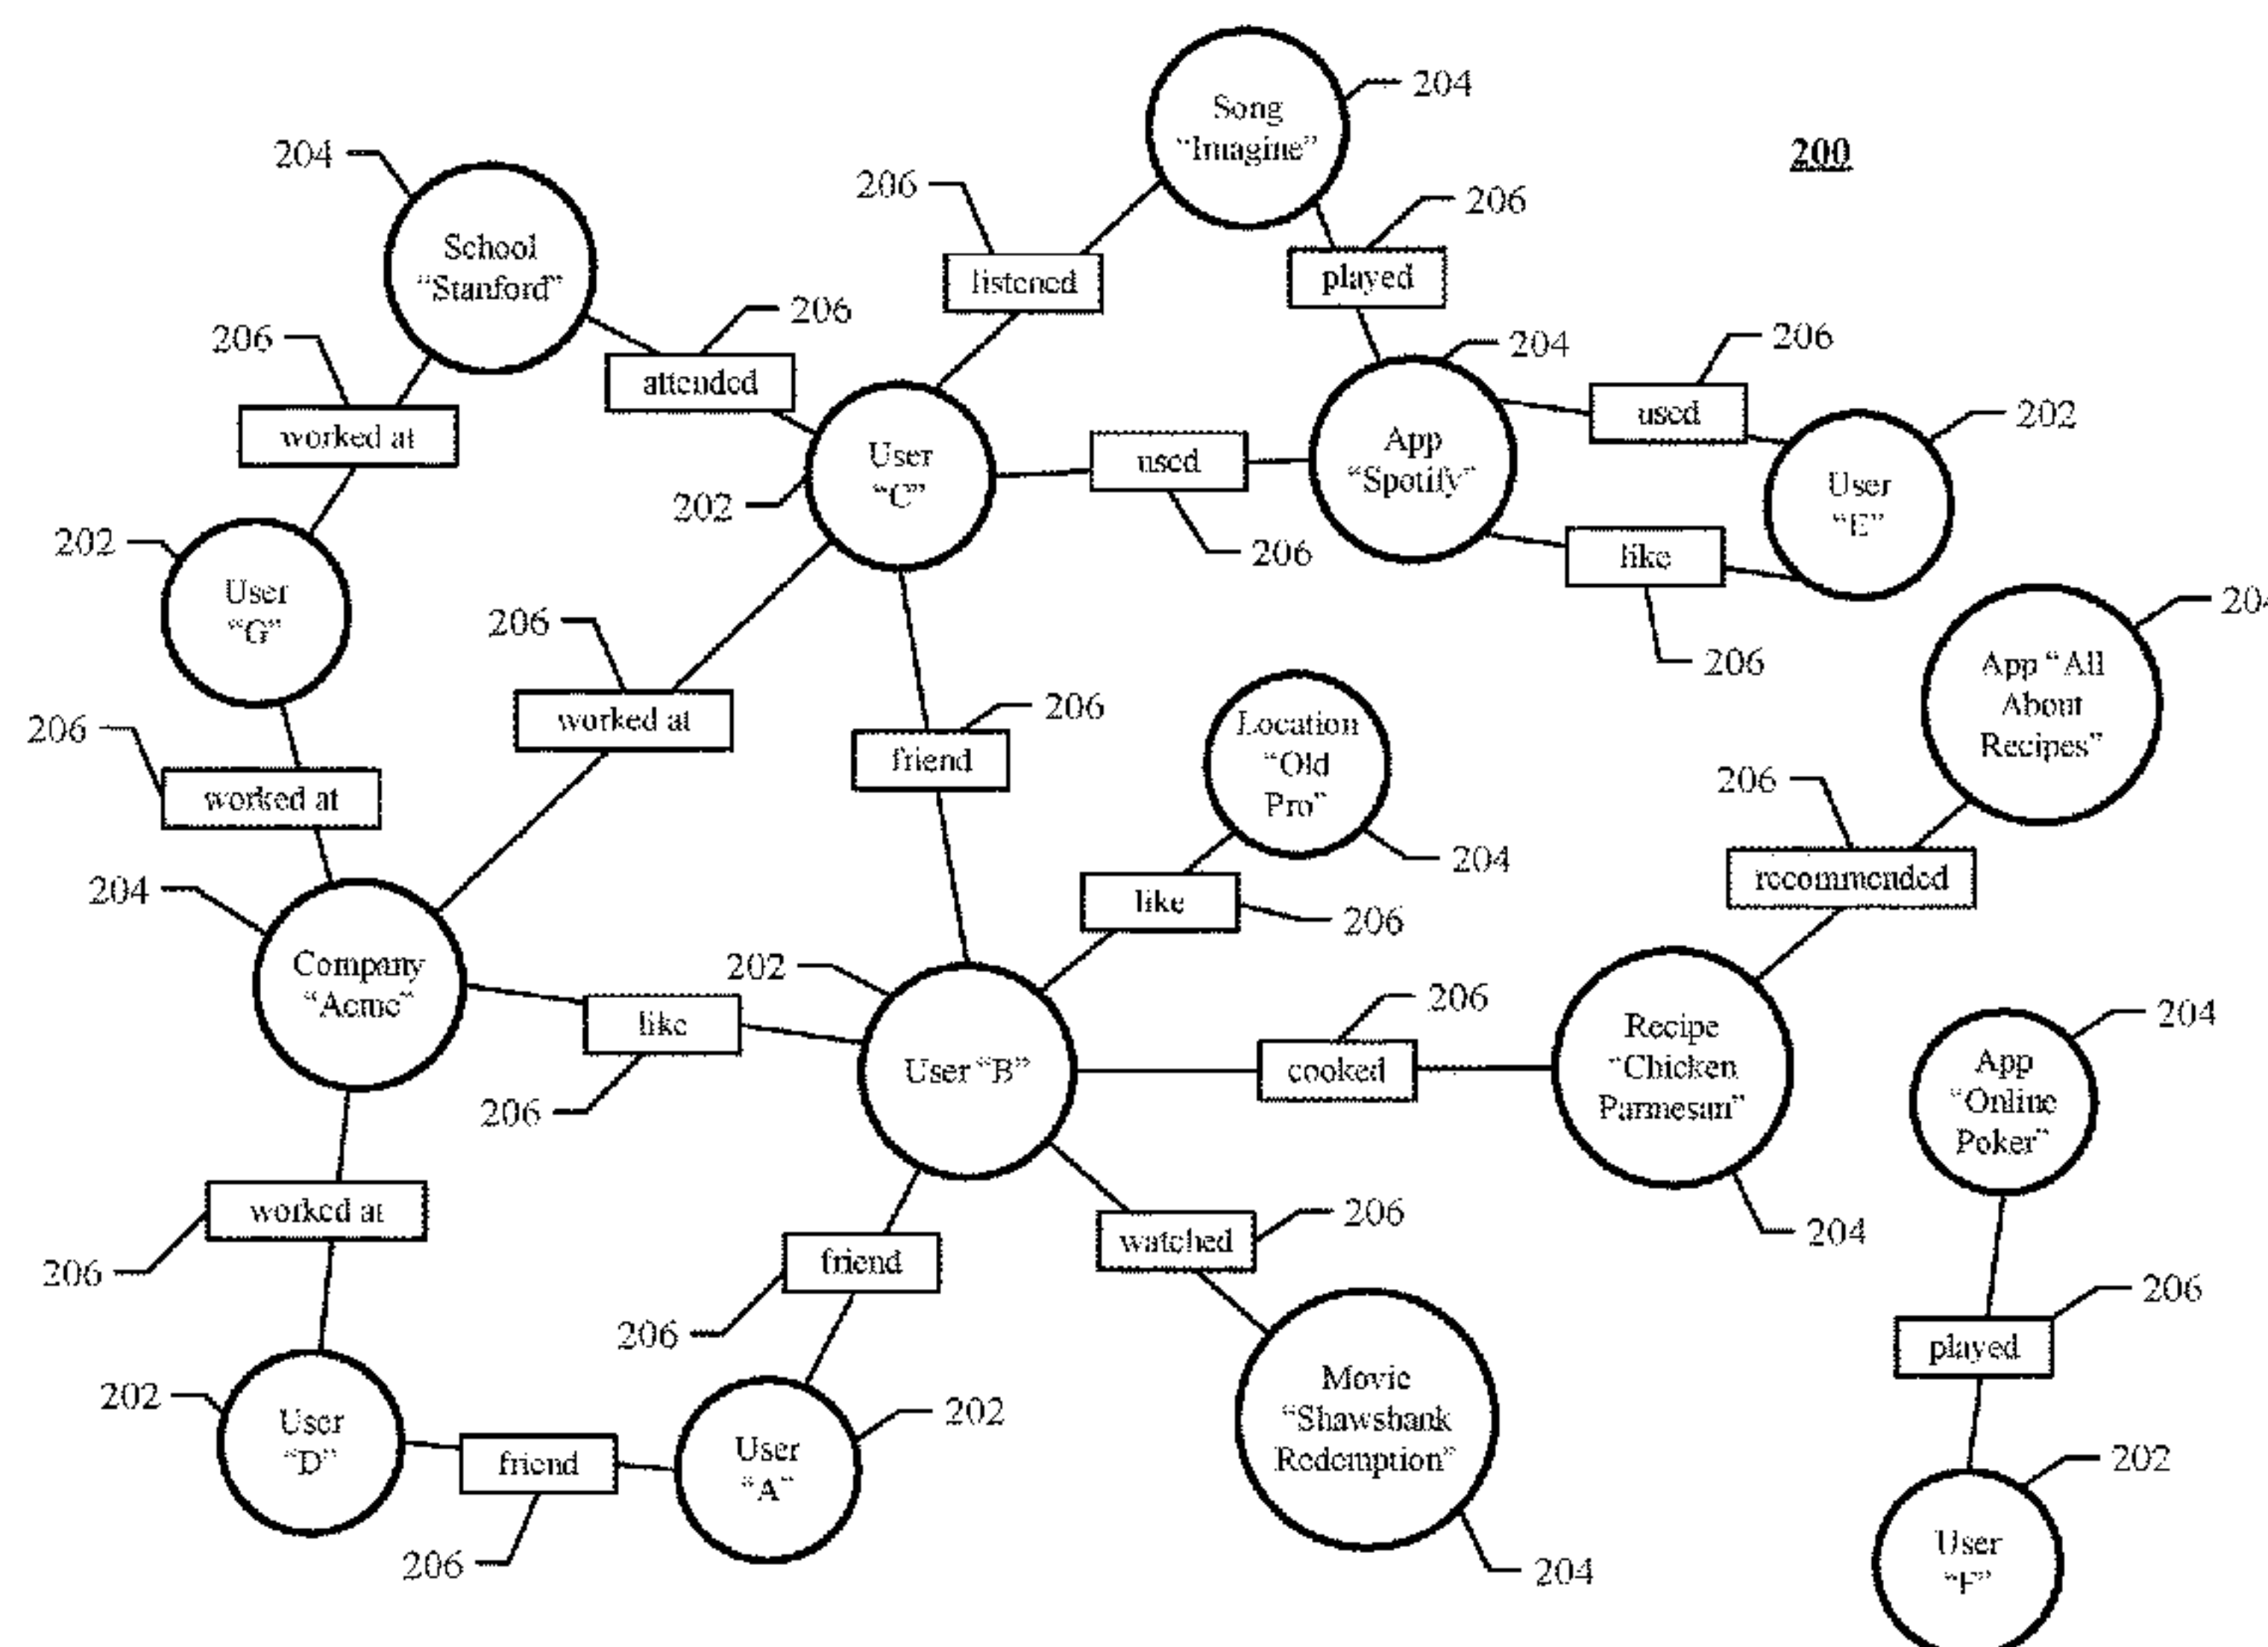 204
Song
“Imagine”
200
204
School
“Stanford”
206
listened
206
played
206
attended
206
worked at
204
206
used
202
User
“C”
202
used
206
App
“Spotify”
User
“E”
202
like
206
202
User
“G”
204
App “All
About
Recipes”
206
worked at
206
friend
Location
“Old
Pro”
204
206
worked at
206
recommended
204
Company
“Acme”
like
206
202
User “B”
like
206
206
cooked
Recipe
“Chicken
Parmesan”
204
204
App
“Online
Poker”
worked at
206
friend
206
watched
206
206
played
202
User
“D”
friend
206
User
“A”
202
Movie
“Shawsbank
Redemption”
204
202
User
“F”